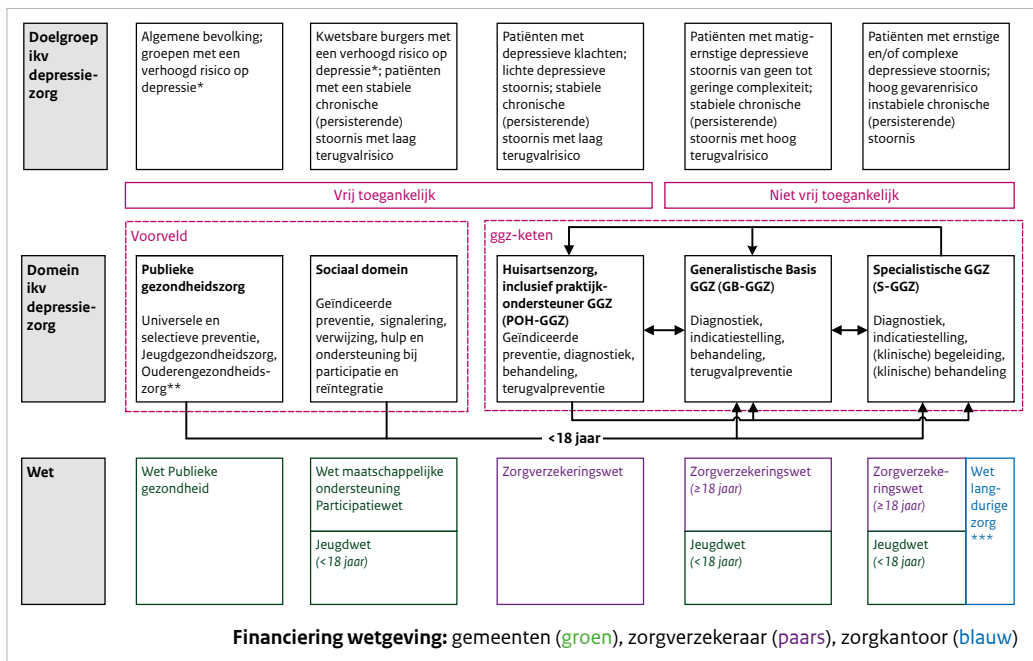 Doelgroep
ikv
depressie-
zorg
Algemene bevolking;
groepen met een
verhoogd risico op
depressie*
Kwetsbare burgers met
een verhoogd risico op
depressie*; patiënten
met een stabiele
chronische
(persisterende)
stoornis met laag
terugvalrisico
Patiënten met
depressieve klachten;
lichte depressieve
stoornis; stabiele
chronische
(persisterende)
stoornis met laag
terugvalrisico
Patiënten met matig-
ernstige depressieve
stoornis van geen tot
geringe complexiteit;
stabiele chronische
(persisterende)
stoornis met hoog
terugvalrisico
Patiënten met ernstige
en/of complexe
depressieve stoornis;
hoog gevarenrisico
instabiele chronische
(persisterende)
stoornis
Vrij toegankelijk
Niet vrij toegankelijk
Voorveld
ggz-keten
Domein
ikv
depressie-
zorg
Publieke
gezondheidszorg
Universele en
selectieve preventie,
Jeugdgezondheidszorg,
Ouderengezondheids-
zorg**
Sociaal domein
Geïndiceerde
preventie, signalering,
verwijzing, hulp en
ondersteuning bij
participatie en
reïntegratie
Huisartsenzorg,
inclusief praktijk-
ondersteuner GGZ
(POH-GGZ)
Geïndiceerde
preventie, diagnostiek,
behandeling,
terugvalpreventie
Generalistische Basis
GGZ (GB-GGZ)
Diagnostiek,
indicatiestelling,
behandeling,
terugvalpreventie
Specialistische GGZ
(S-GGZ)
Diagnostiek,
indicatiestelling,
(klinische) begeleiding,
(klinische) behandeling
<18 jaar
Wet
Wet Publieke
gezondheid
Wet maatschappelijke
ondersteuning
Participatiewet
Jeugdwet
(<18 jaar)
Zorgverzekeringswet
Zorgverzekeringswet
(≥18 jaar)
Jeugdwet
(<18 jaar)
Zorgverzeke-
ringswet
(≥18 jaar)
Jeugdwet
(<18 jaar)
Wet
lang-
durige
zorg
***
Financiering wetgeving: gemeenten (groen), zorgverzekeraar (paars), zorgkantoor (blauw)